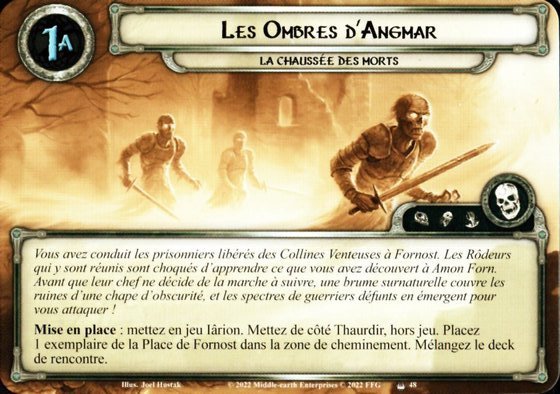 1A
LES OMBRES D'ANGMAR
LA CHAUSSÉE DES MORTS
Vous avez conduit les prisonniers libérés des Collines Venteuses à Fornost. Les Rôdeurs
qui y sont réunis sont choqués d'apprendre ce que vous avez découvert à Amon Forn.
Avant que leur chef ne décide de la marche à suivre, une brume surnaturelle couvre les
ruines d'une chape d'obscurité, et les spectres de guerriers défunts en émergent pour
vous attaquer !
Mise en place : mettez en jeu Iârion. Mettez de côté Thaurdir, hors jeu. Placez
1 exemplaire de la Place de Fornost dans la zone de cheminement. Mélangez le deck
de rencontre.
Illus. Joel Hustak © 2022 Middle-earth Enterprises © 2022 FFG 48